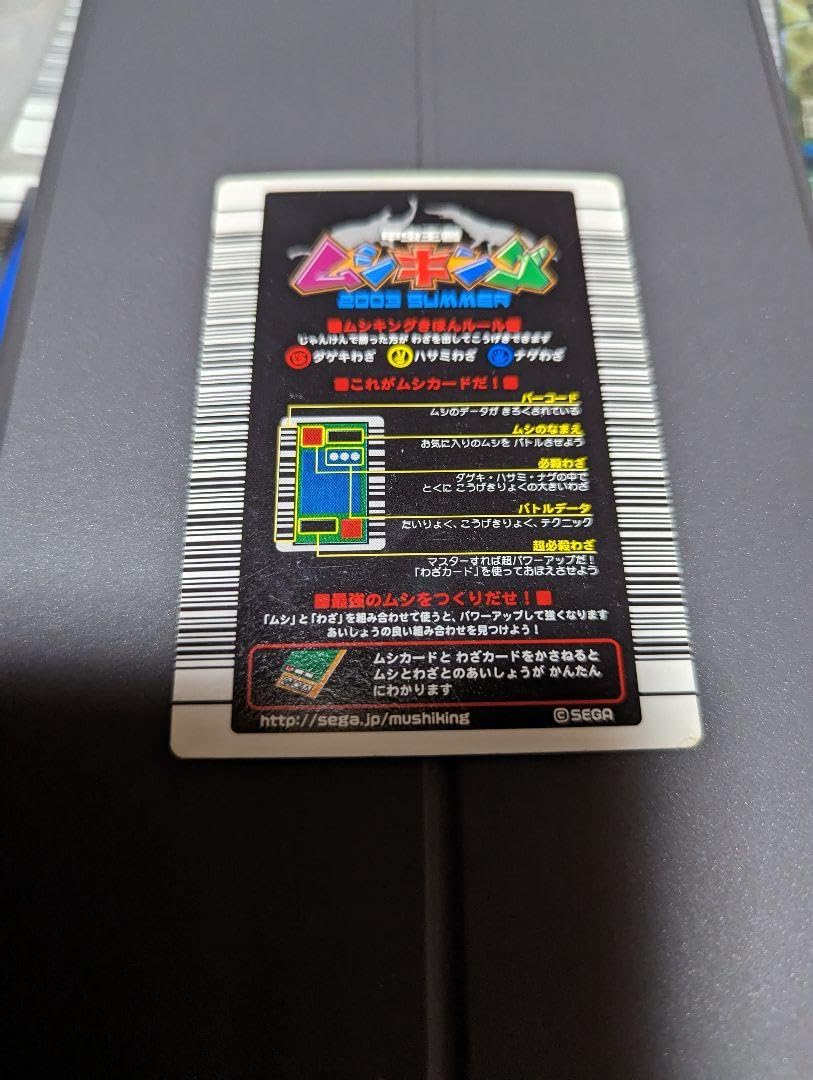 甲虫王者
ムシキング
2003 SUMMER
ムシキングきほんルール
じゃんけんで勝った方が わざを出してこうげきできます
ダゲキわざ ハサミわざ ナゲわざ
これがムシカードだ!
バーコード
ムシのデータが きろくされている
ムシのなまえ
お気に入りのムシを バトルさせよう
必殺わざ
ダゲキ・ハサミ・ナゲの中で
とくに こうげきりょくの大きいわざ
バトルデータ
たいりょく、こうげきりょく、テクニック
超必殺わざ
マスターすれば超パワーアップだ!
「わざカード」を使っておぼえさせよう
最強のムシをつくりだせ!
「ムシ」と「わざ」を組み合わせて使うと、パワーアップして強くなります
あいしょうの良い組み合わせを見つけよう!
ムシカードと わざカードをかさねると
ムシとわざとのあいしょうが かんたん
にわかります
http://sega.jp/mushiking
©SEGA